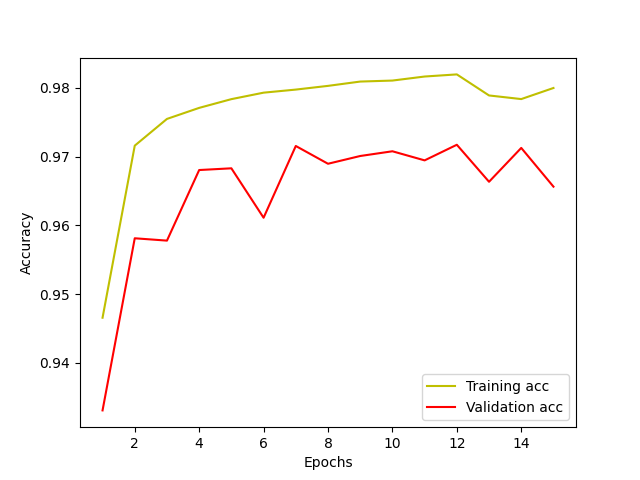 0.98
0.97
0.96
0.95
0.94
Accuracy
2 4 6 8 10 12 14
Epochs
Training acc
Validation acc